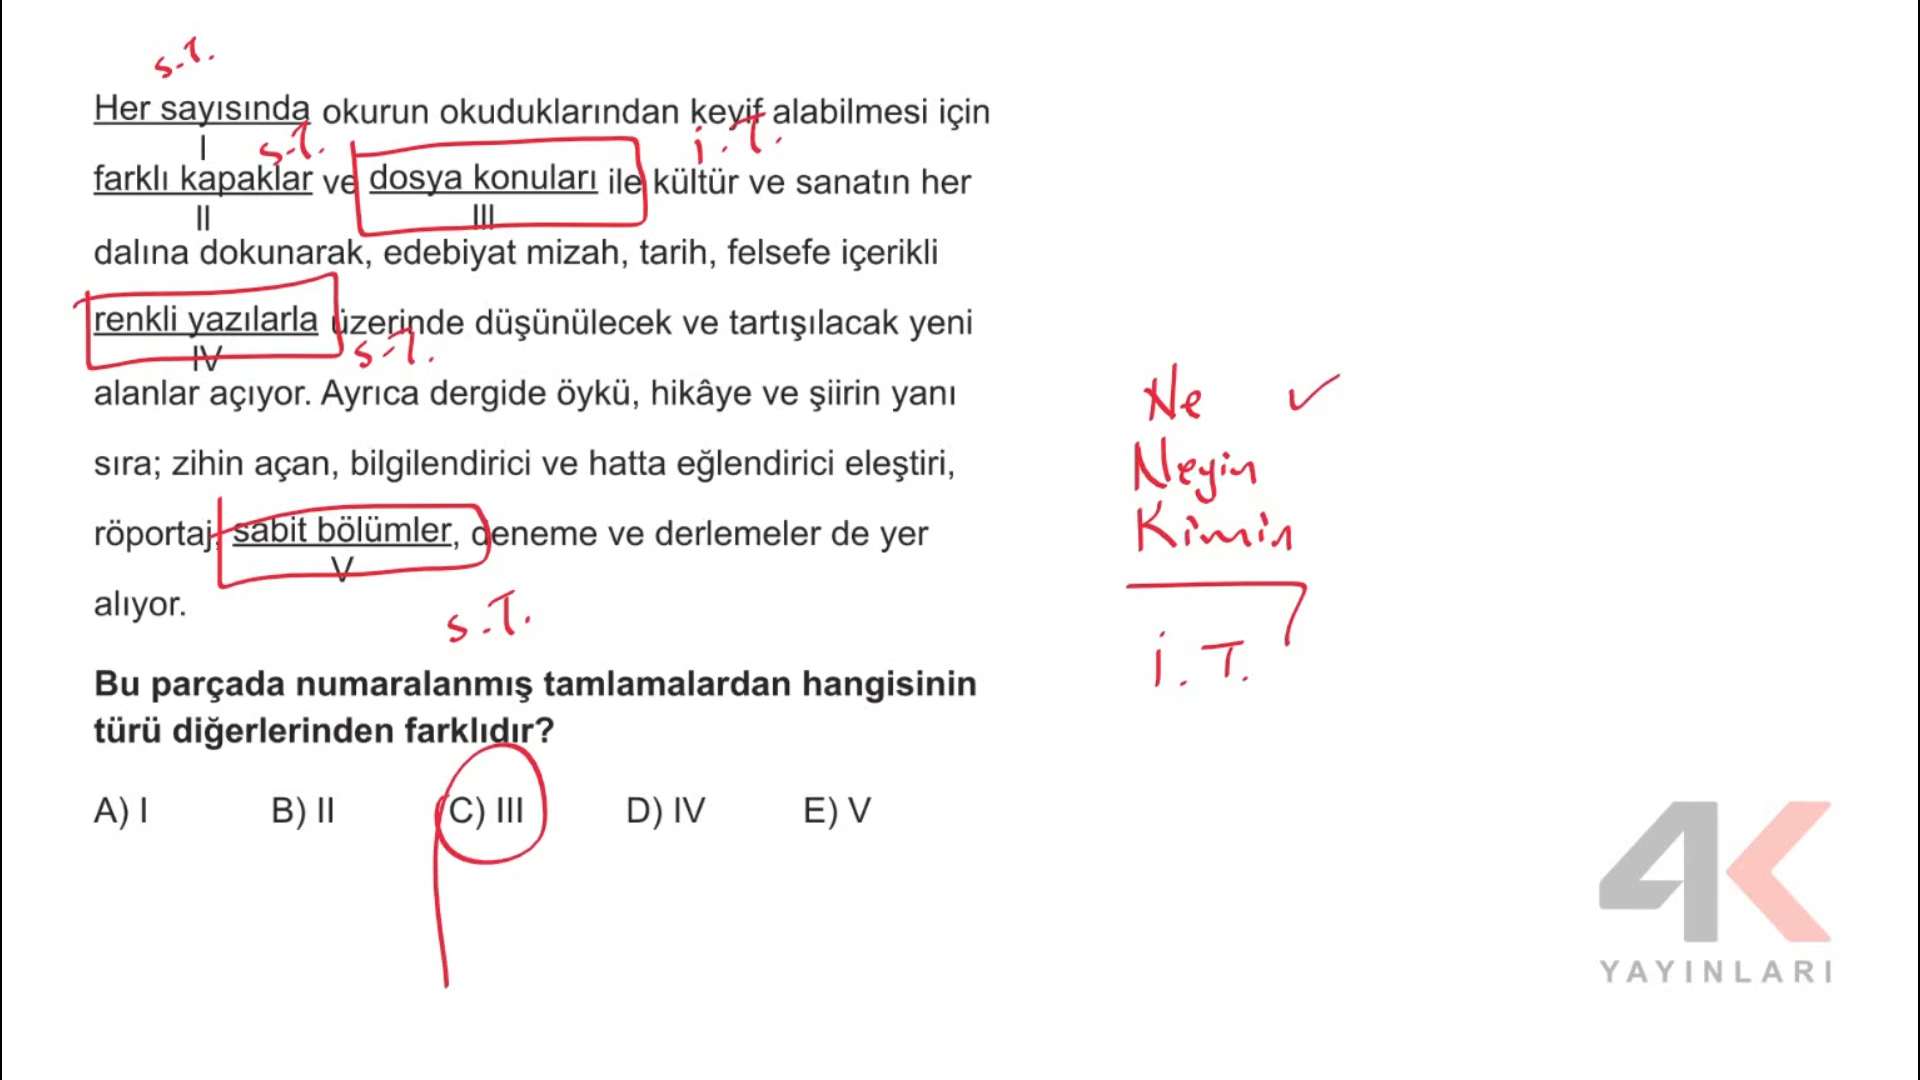 s.T.
Her sayısında okurun okuduklarından keyif alabilmesi için
I s.T. i.T.
farklı kapaklar ve dosya konuları ile kültür ve sanatın her
II III
dalına dokunarak, edebiyat mizah, tarih, felsefe içerikli
renkli yazılarla üzerinde düşünülecek ve tartışılacak yeni
IV s.T.
alanlar açıyor. Ayrıca dergide öykü, hikâye ve şiirin yanı
sıra; zihin açan, bilgilendirici ve hatta eğlendirici eleştiri,
röportaj, sabit bölümler, deneme ve derlemeler de yer
V
alıyor.
s.T.
Bu parçada numaralanmış tamlamalardan hangisinin
türü diğerlerinden farklıdır?
A) I B) II C) III D) IV E) V
Ne ✓
Neyin
Kimin
i.T.
4K
YAYINLARI